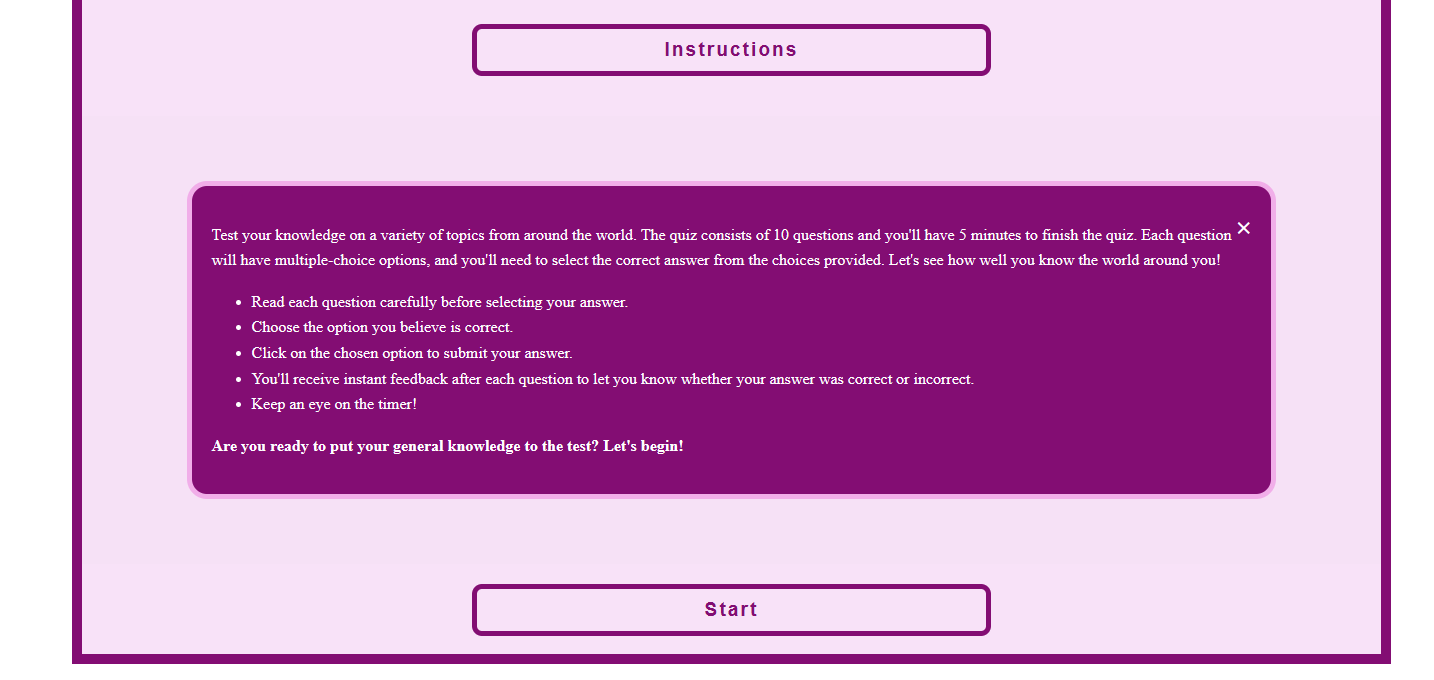 Instructions
Test your knowledge on a variety of topics from around the world. The quiz consists of 10 questions and you'll have 5 minutes to finish the quiz. Each question
will have multiple-choice options, and you'll need to select the correct answer from the choices provided. Let's see how well you know the world around you!
• Read each question carefully before selecting your answer.
• Choose the option you believe is correct.
• Click on the chosen option to submit your answer.
• You'll receive instant feedback after each question to let you know whether your answer was correct or incorrect.
• Keep an eye on the timer!
Are you ready to put your general knowledge to the test? Let's begin!
Start